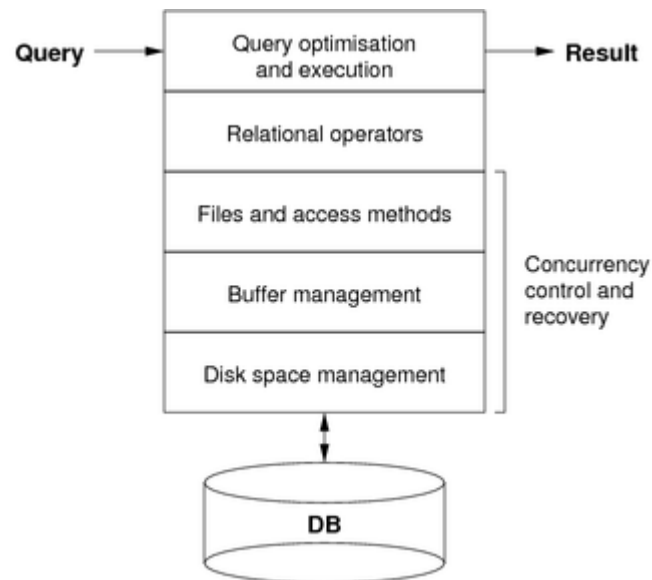 Query
Query optimisation
and execution
Result
Relational operators
Files and access methods
Buffer management
Disk space management
Concurrency
control and
recovery
DB